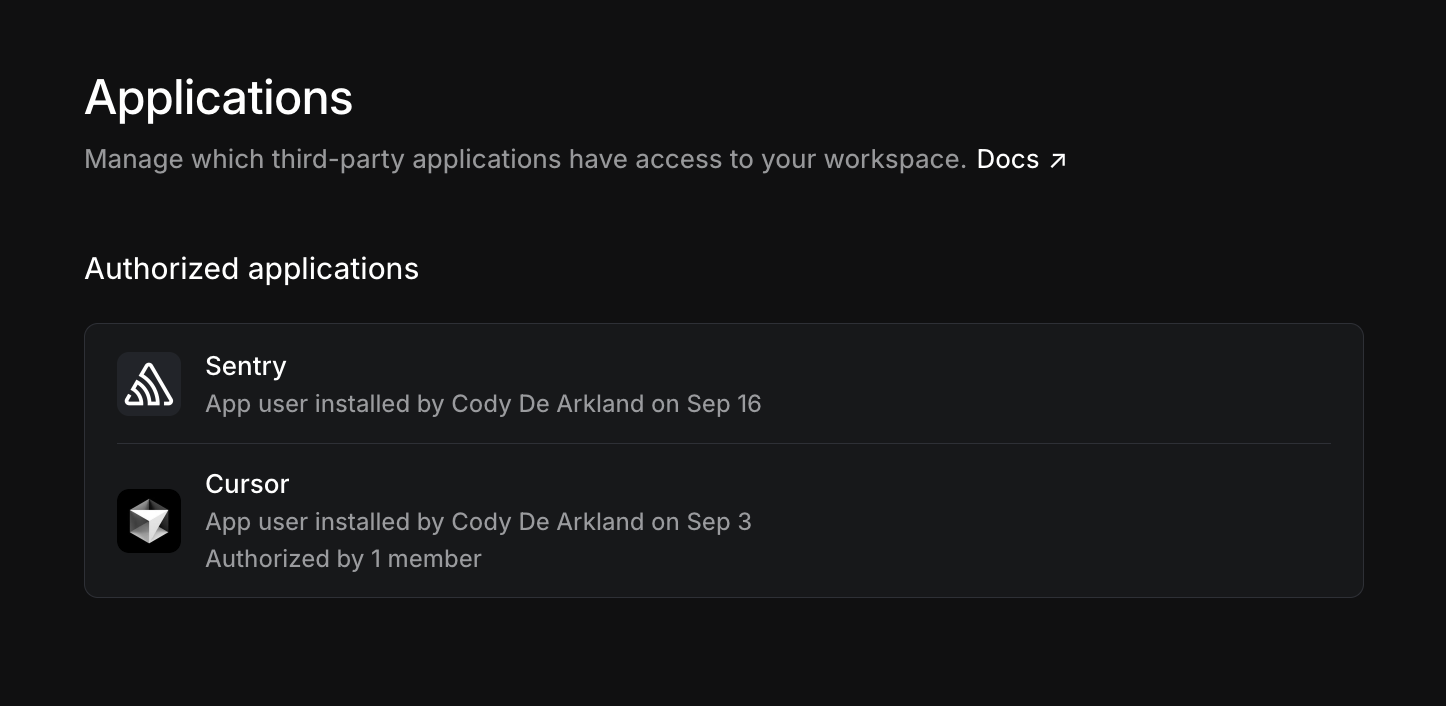 Applications
Manage which third-party applications have access to your workspace. Docs ↗
Authorized applications
Sentry
App user installed by Cody De Arkland on Sep 16
Cursor
App user installed by Cody De Arkland on Sep 3
Authorized by 1 member